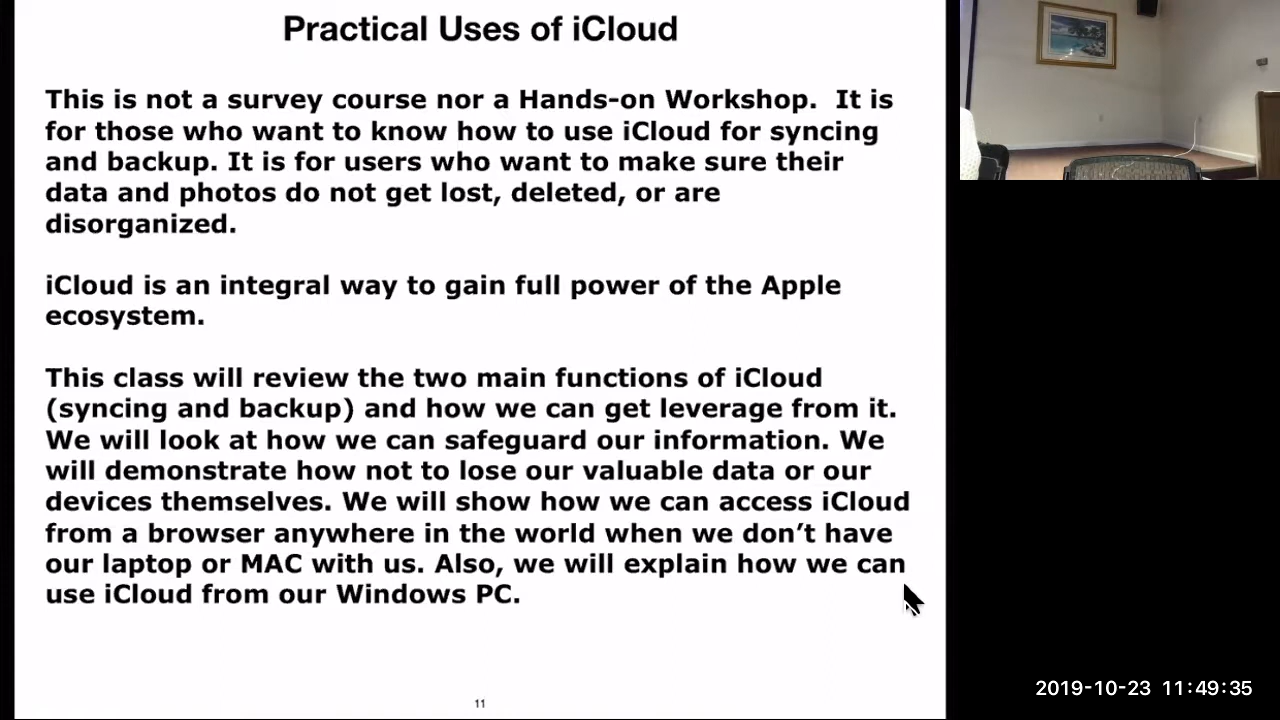 Practical Uses of iCloud
This is not a survey course nor a Hands-on Workshop.  It is
for those who want to know how to use iCloud for syncing
and backup. It is for users who want to make sure their
data and photos do not get lost, deleted, or are
disorganized.
iCloud is an integral way to gain full power of the Apple
ecosystem.
This class will review the two main functions of iCloud
(syncing and backup) and how we can get leverage from it.
We will look at how we can safeguard our information. We
will demonstrate how not to lose our valuable data or our
devices themselves. We will show how we can access iCloud
from a browser anywhere in the world when we don’t have
our laptop or MAC with us. Also, we will explain how we can
use iCloud from our Windows PC.
11
2019-10-23 11:49:35